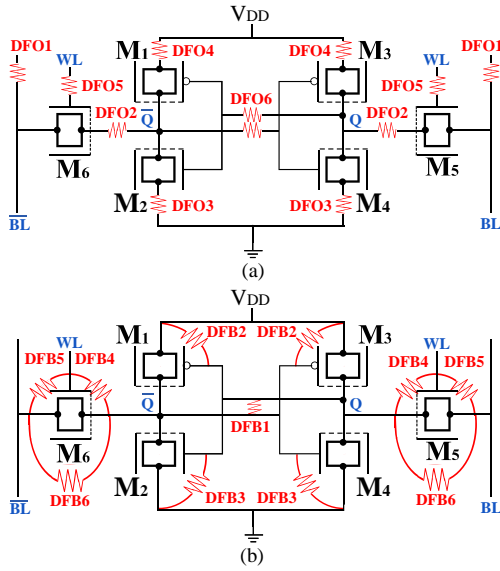 VDD
DFO1 WL M1 DFO4 DFO4 M3 WL DFO1
DFO5 DFO5
DFO2 Q̅ DFO6 Q DFO2
M6 M5
M2 DFO3 DFO3 M4
B̅L̅ BL
(a)
VDD
M1 DFB2 DFB2 M3
WL WL
DFB5 DFB4 DFB4 DFB5
Q̅ DFB1 Q
M6 M5
DFB6 M2 DFB3 DFB3 M4 DFB6
B̅L̅ BL
(b)